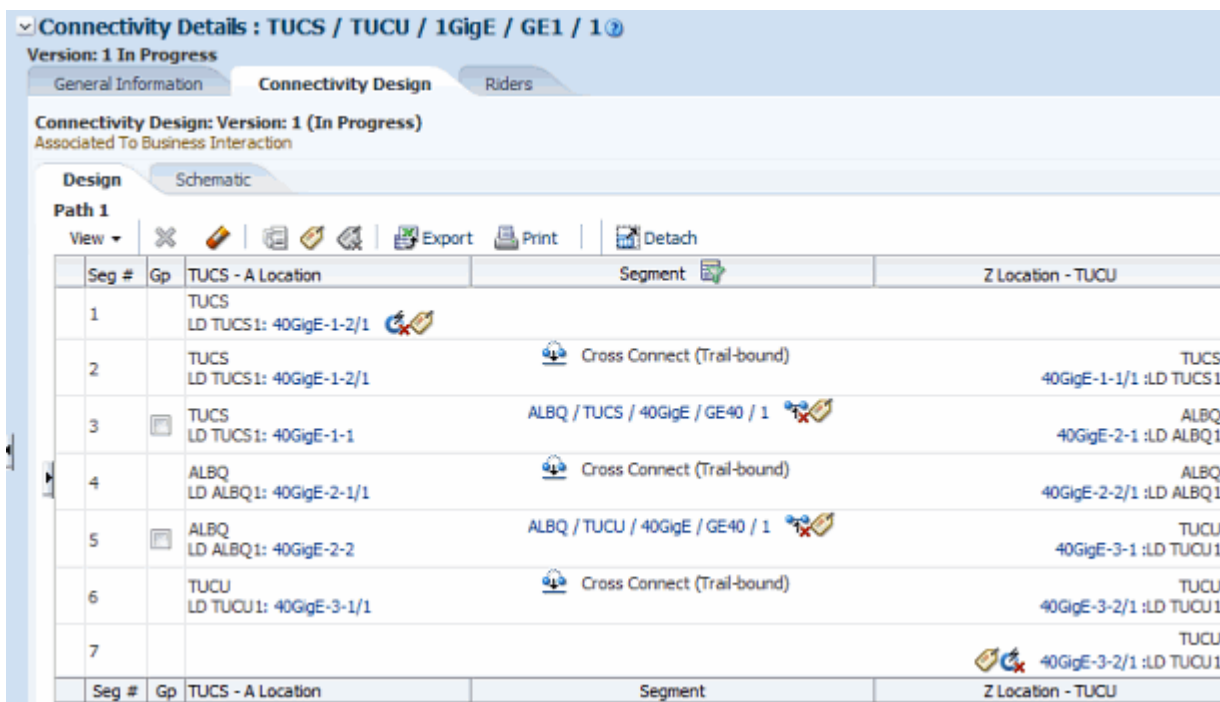 Connectivity Details : TUCS / TUCU / 1GigE / GE1 / 1
Version: 1 In Progress
General Information Connectivity Design Riders
Connectivity Design: Version: 1 (In Progress)
Associated To Business Interaction
Design Schematic
Path 1
View Export Print Detach
Seg # Gp TUCS - A Location Segment Z Location - TUCU
TUCS
1
LD TUCS1: 40GigE-1-2/1
TUCS Cross Connect (Trail-bound) TUCS
2
LD TUCS1: 40GigE-1-2/1 40GigE-1-1/1 :LD TUCS1
TUCS ALBQ / TUCS / 40GigE / GE40 / 1 ALBQ
3
LD TUCS1: 40GigE-1-1 40GigE-2-1 :LD ALBQ1
ALBQ Cross Connect (Trail-bound) ALBQ
4
LD ALBQ1: 40GigE-2-1/1 40GigE-2-2/1 :LD ALBQ1
ALBQ ALBQ / TUCU / 40GigE / GE40 / 1 TUCU
5
LD ALBQ1: 40GigE-2-2 40GigE-3-1 :LD TUCU1
TUCU Cross Connect (Trail-bound) TUCU
6
LD TUCU1: 40GigE-3-1/1 40GigE-3-2/1 :LD TUCU1
TUCU
7
40GigE-3-2/1 :LD TUCU1
Seg # Gp TUCS - A Location Segment Z Location - TUCU